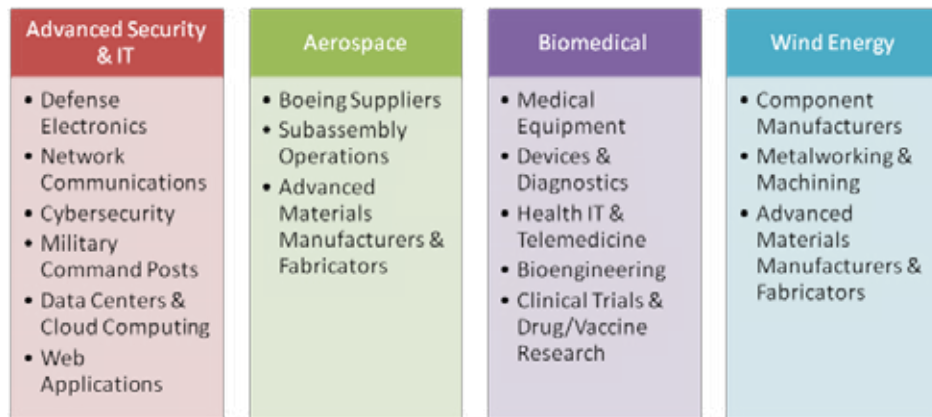 Advanced Security
& IT
• Defense
Electronics
• Network
Communications
• Cybersecurity
• Military
Command Posts
• Data Centers &
Cloud Computing
• Web
Applications
Aerospace
• Boeing Suppliers
• Subassembly
Operations
• Advanced
Materials
Manufacturers &
Fabricators
Biomedical
• Medical
Equipment
• Devices &
Diagnostics
• Health IT &
Telemedicine
• Bioengineering
• Clinical Trials &
Drug/Vaccine
Research
Wind Energy
• Component
Manufacturers
• Metalworking &
Machining
• Advanced
Materials
Manufacturers &
Fabricators